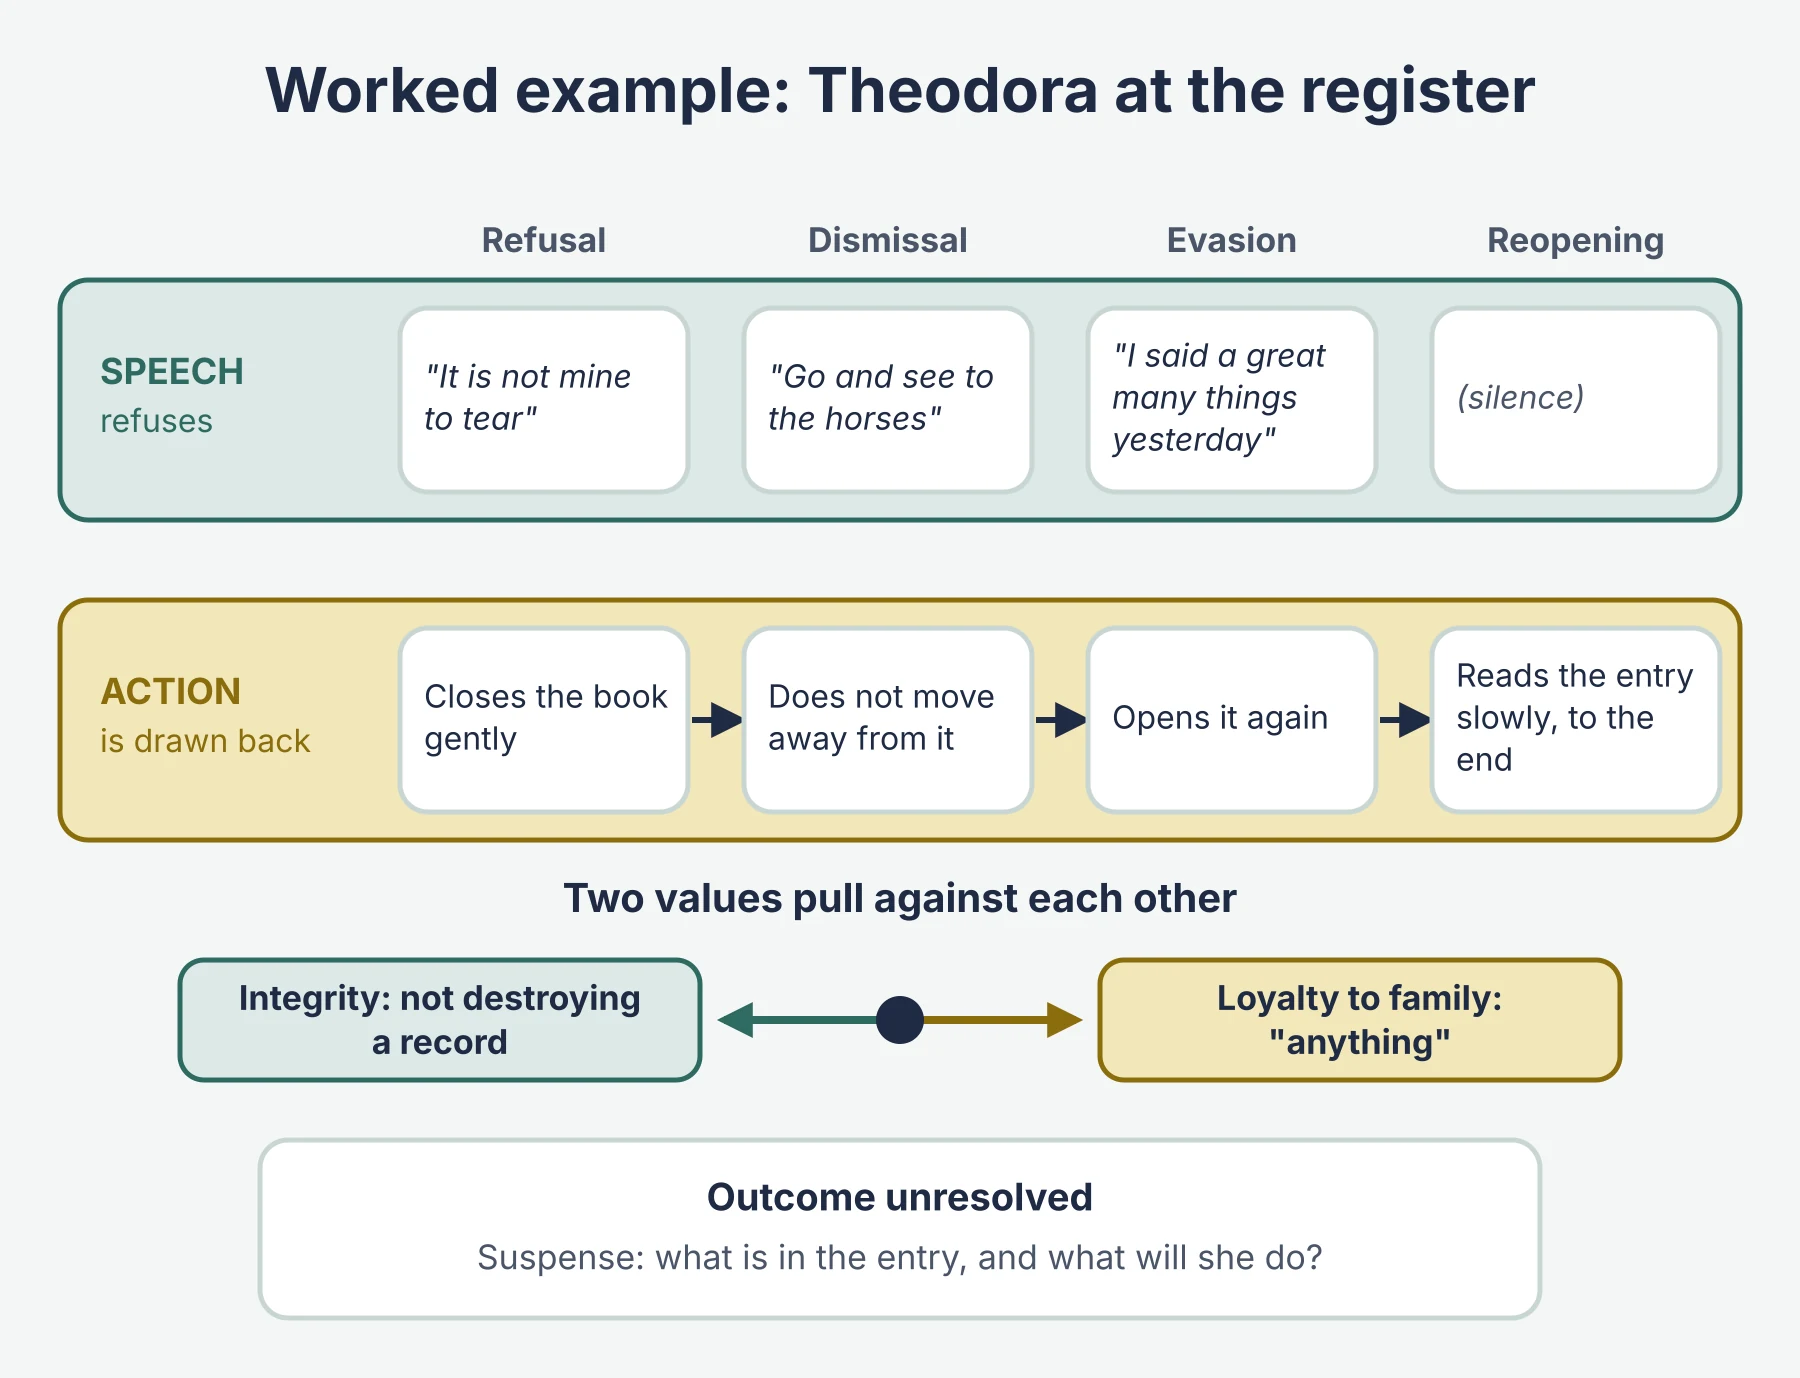 Worked example: Theodora at the register
Refusal
Dismissal
Evasion
Reopening
SPEECH
refuses
"It is not mine
to tear"
"Go and see to
the horses"
"I said a great
many things
yesterday"
(silence)
ACTION
is drawn back
Closes the book
gently
Does not move
away from it
Opens it again
Reads the entry
slowly, to the
end
Two values pull against each other
Integrity: not destroying
a record
Loyalty to family:
"anything"
Outcome unresolved
Suspense: what is in the entry, and what will she do?